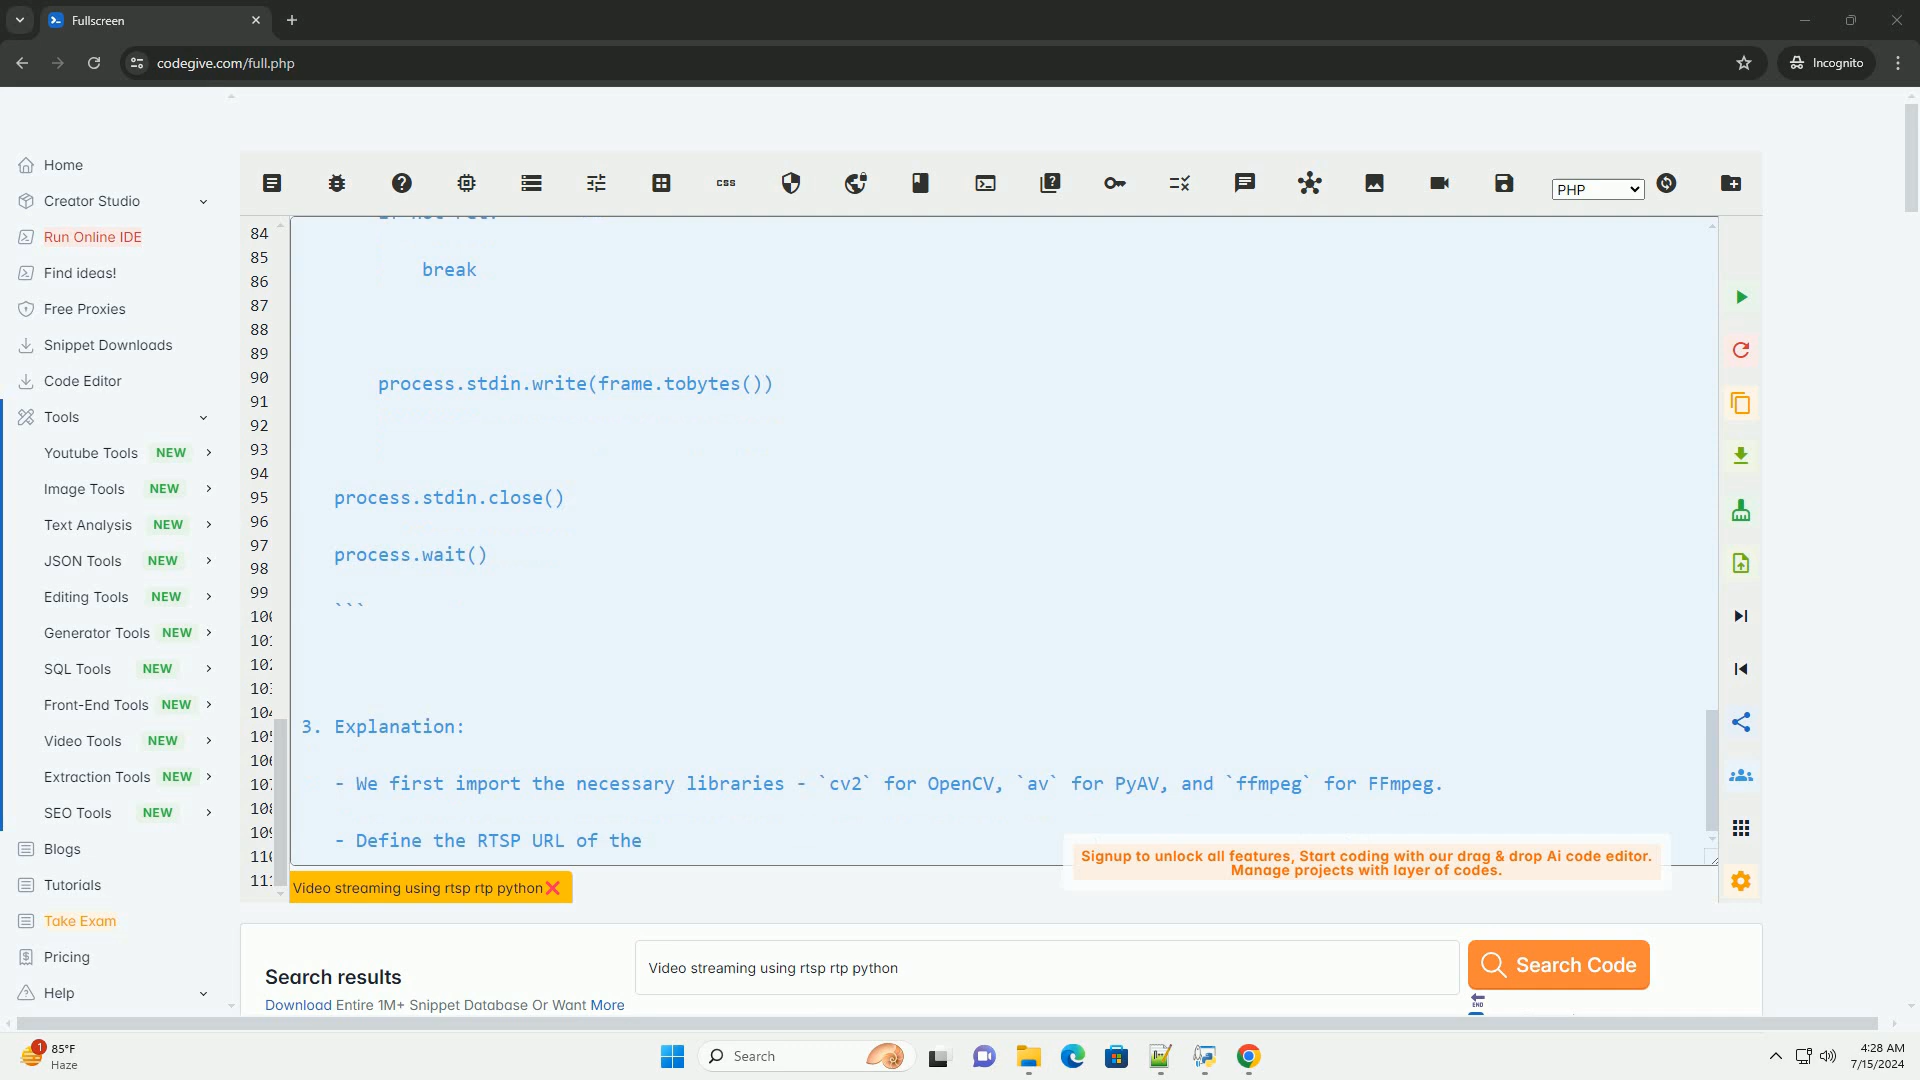 Fullscreen
codegive.com/full.php
Incognito
Home
Creator Studio
Run Online IDE
Find ideas!
Free Proxies
Snippet Downloads
Code Editor
Tools
Youtube Tools NEW
Image Tools NEW
Text Analysis NEW
JSON Tools NEW
Editing Tools NEW
Generator Tools NEW
SQL Tools NEW
Front-End Tools NEW
Video Tools NEW
Extraction Tools NEW
SEO Tools NEW
Blogs
Tutorials
Take Exam
Pricing
Help
css
PHP
84
85
86
87
88
89
90
91
92
93
94
95
96
97
98
99
break
process.stdin.write(frame.tobytes())
process.stdin.close()
process.wait()
```
3. Explanation:
- We first import the necessary libraries - `cv2` for OpenCV, `av` for PyAV, and `ffmpeg` for FFmpeg.
- Define the RTSP URL of the
Signup to unlock all features, Start coding with our drag & drop Ai code editor.
Manage projects with layer of codes.
Video streaming using rtsp rtp python
Search results
Download Entire 1M+ Snippet Database Or Want More
Video streaming using rtsp rtp python
Search Code
END
1
85°F
Haze
Search
4:28 AM
7/15/2024